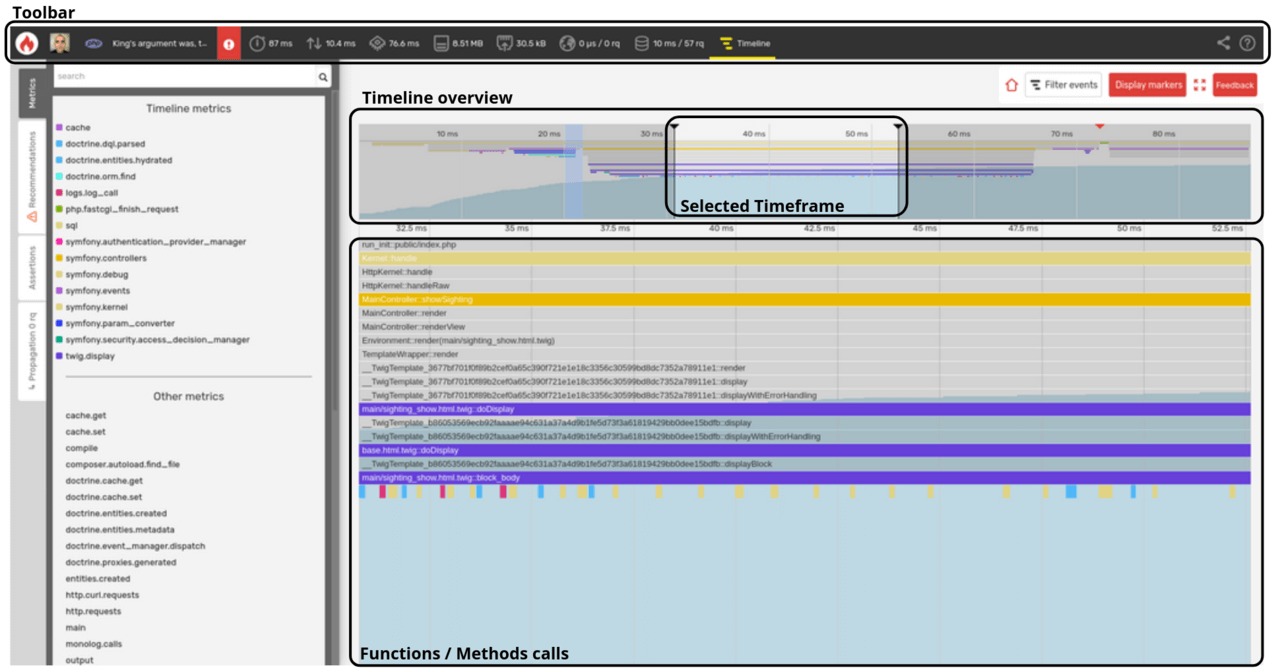 Toolbar
King's argument was, t... 87 ms 10.4 ms 76.6 ms 8.51 MB 30.5 kB 0 µs / 0 rq 10 ms / 57 rq Timeline
Metrics
Recommendations
Assertions
Propagation 0 rq
search
Timeline metrics
cache
doctrine.dql.parsed
doctrine.entities.hydrated
doctrine.orm.find
logs.log_call
php.fastcgi_finish_request
sql
symfony.authentication_provider_manager
symfony.controllers
symfony.debug
symfony.events
symfony.kernel
symfony.param_converter
symfony.security.access_decision_manager
twig.display
Other metrics
cache.get
cache.set
compile
composer.autoload.find_file
doctrine.cache.get
doctrine.cache.set
doctrine.entities.created
doctrine.entities.metadata
doctrine.event_manager.dispatch
doctrine.proxies.generated
entities.created
http.curl.requests
http.requests
main
monolog.calls
output
Filter events Display markers Feedback
Timeline overview
10 ms 20 ms 30 ms 40 ms 50 ms 60 ms 70 ms 80 ms
Selected Timeframe
32.5 ms 35 ms 37.5 ms 40 ms 42.5 ms 45 ms 47.5 ms 50 ms 52.5 ms
run_init::public/index.php
Kernel::handle
HttpKernel::handle
HttpKernel::handleRaw
MainController::showSighting
MainController::render
MainController::renderView
Environment::render(main/sighting_show.html.twig)
TemplateWrapper::render
__TwigTemplate_3677bf701f0f89b2cef0a65c390f721e1e18c3356c30599bd8dc7352a78911e1::render
__TwigTemplate_3677bf701f0f89b2cef0a65c390f721e1e18c3356c30599bd8dc7352a78911e1::display
__TwigTemplate_3677bf701f0f89b2cef0a65c390f721e1e18c3356c30599bd8dc7352a78911e1::displayWithErrorHandling
main/sighting_show.html.twig::doDisplay
__TwigTemplate_b86053569ecb92faaaae94c631a37a4d9b1fe5d73f3a61819429bb0dee15bdfb::display
__TwigTemplate_b86053569ecb92faaaae94c631a37a4d9b1fe5d73f3a61819429bb0dee15bdfb::displayWithErrorHandling
base.html.twig::doDisplay
__TwigTemplate_b86053569ecb92faaaae94c631a37a4d9b1fe5d73f3a61819429bb0dee15bdfb::displayBlock
main/sighting_show.html.twig::block_body
Functions / Methods calls